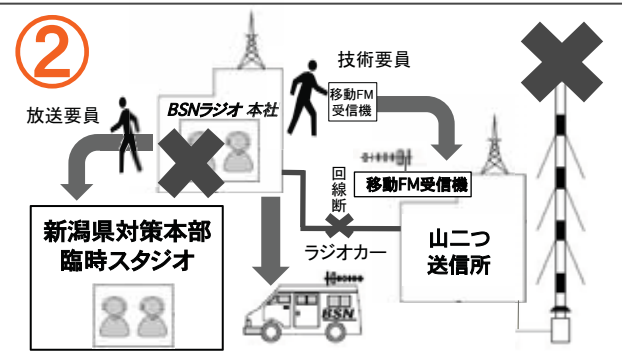 ②
技術要員
移動FM
受信機
放送要員
BSNラジオ 本社
回線断
移動FM受信機
新潟県対策本部
臨時スタジオ
ラジオカー
山二つ
送信所
BSN